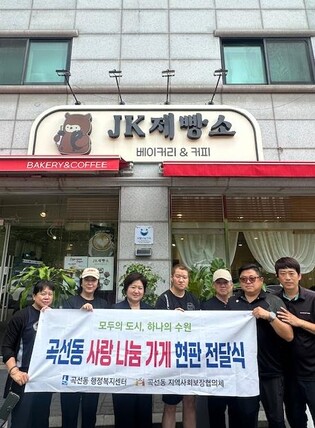 JK제빵소
베이커리 & 커피
BAKERY&COFFEE
모두의 도시, 하나의 수원
곡선동 사랑 나눔 가게 현판 전달식
곡선동 행정복지센터 곡선동 지역사회보장협의체